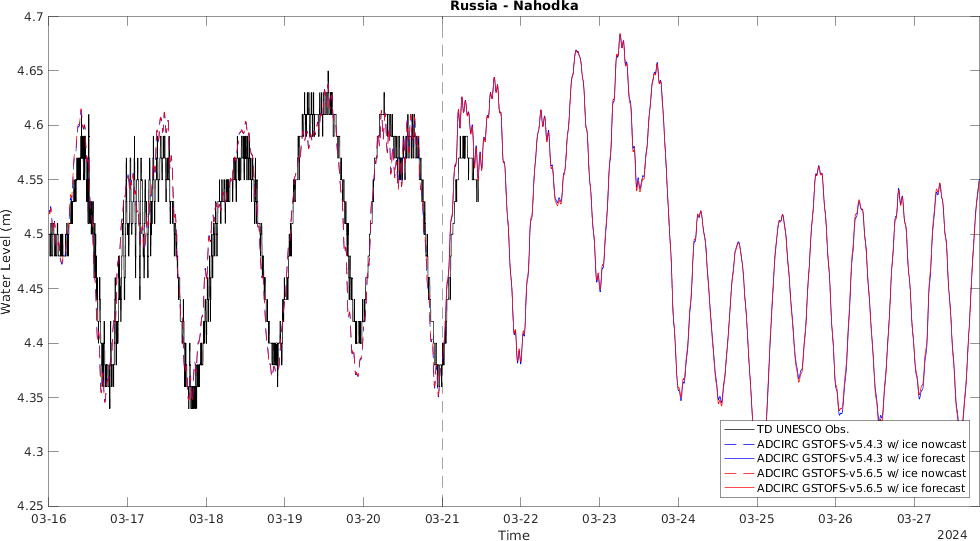 Russia - Nahodka
4.7
4.65
4.6
4.55
4.5
4.45
4.4
4.35
4.3
4.25
Water Level (m)
TD UNESCO Obs.
ADCIRC GSTOFS-v5.4.3 w/ ice nowcast
ADCIRC GSTOFS-v5.4.3 w/ ice forecast
ADCIRC GSTOFS-v5.6.5 w/ ice nowcast
ADCIRC GSTOFS-v5.6.5 w/ ice forecast
03-16 03-17 03-18 03-19 03-20 03-21 03-22 03-23 03-24 03-25 03-26 03-27
Time
2024